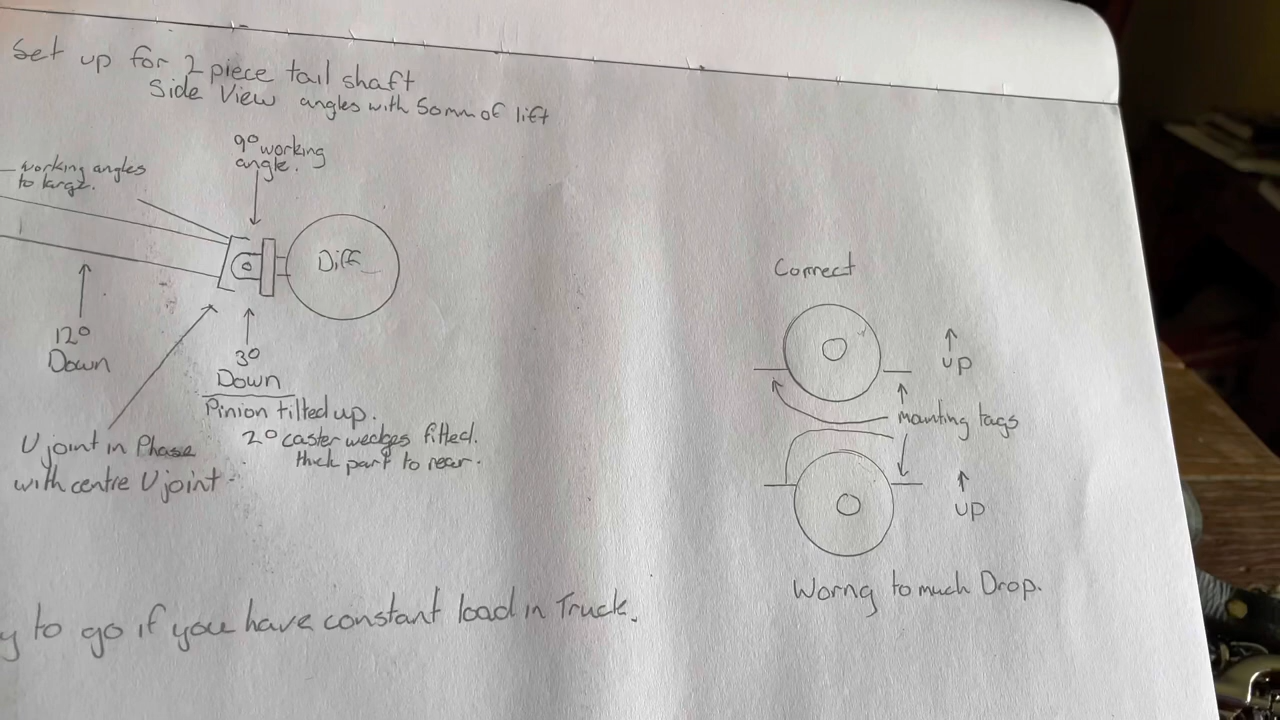 Set up for 2 piece tail shaft
Side View angles with 50mm of lift
9° working
angle.
working angles
to large.
Diff
12°
Down
3°
Down
Pinion tilted up.
2° caster wedges fitted.
thick part to rear.
U joint in Phase
with centre U joint
Correct
up
mounting tags
up
Worng to much Drop.
to go if you have constant load in Truck.